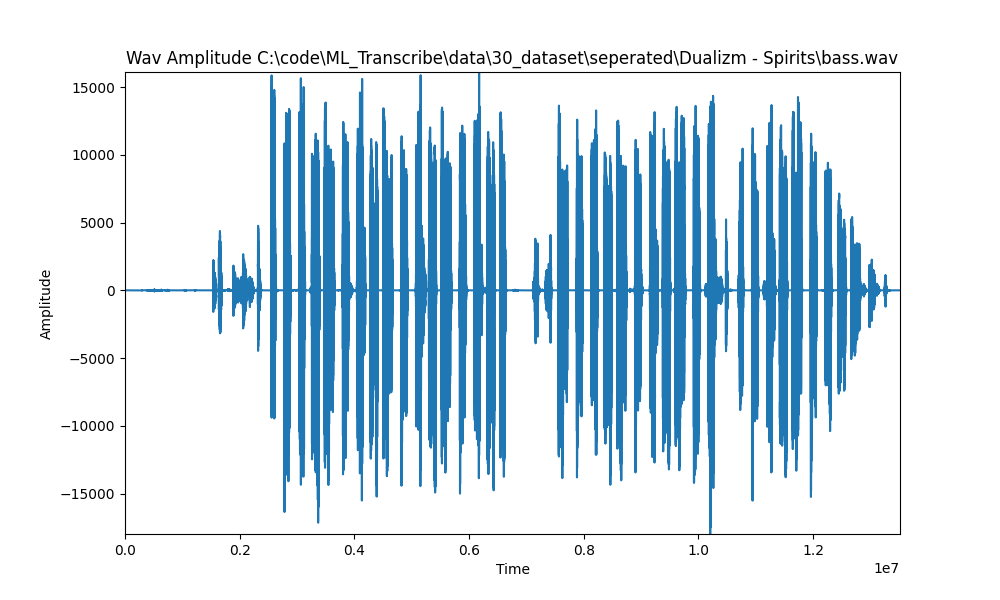 Wav Amplitude C:\code\ML_Transcribe\data\30_dataset\seperated\Dualizm - Spirits\bass.wav
15000
10000
5000
0
−5000
−10000
−15000
Amplitude
0.0 0.2 0.4 0.6 0.8 1.0 1.2
1e7
Time